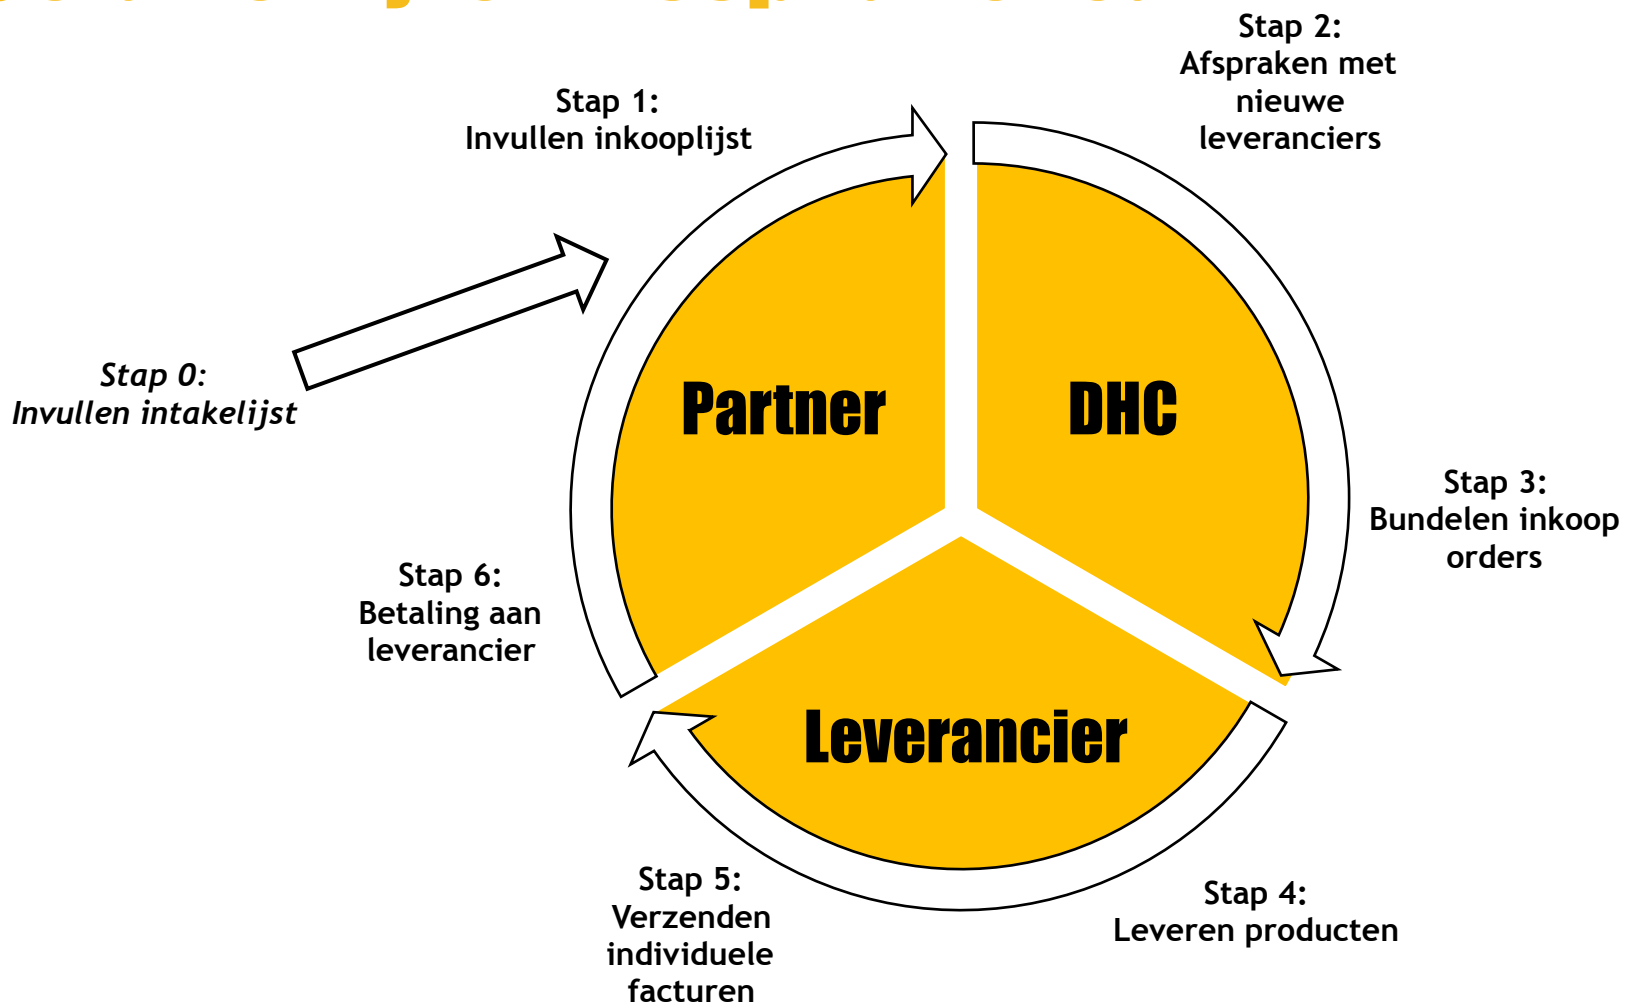 Stap 2:
Afspraken met
nieuwe
leveranciers
Stap 1:
Invullen inkooplijst
Stap 0:
Invullen intakelijst
Partner
DHC
Stap 3:
Bundelen inkoop
orders
Stap 6:
Betaling aan
leverancier
Leverancier
Stap 5:
Verzenden
individuele
facturen
Stap 4:
Leveren producten